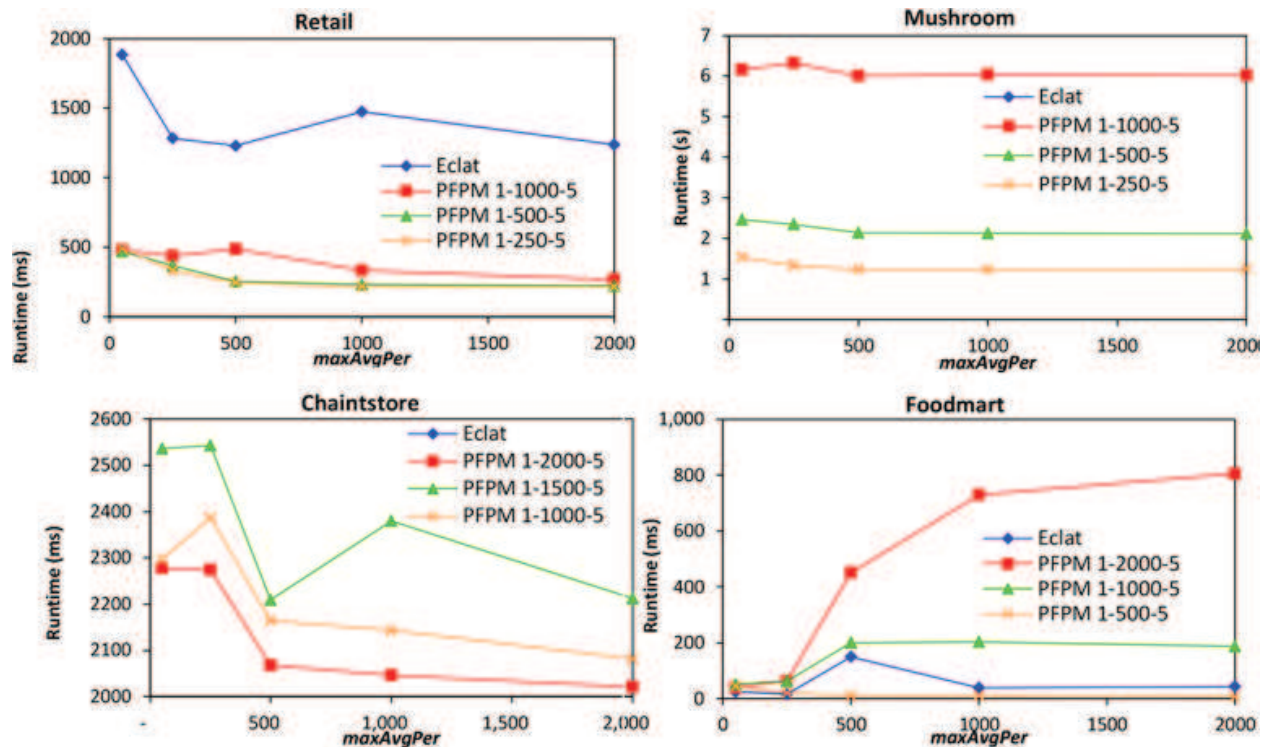 Retail
2000
1500
1000
500
0
Runtime (ms)
Eclat
PFPM 1-1000-5
PFPM 1-500-5
PFPM 1-250-5
0 500 1000 1500 2000
maxAvgPer
Mushroom
7
6
5
4
3
2
1
Runtime (s)
Eclat
PFPM 1-1000-5
PFPM 1-500-5
PFPM 1-250-5
0 500 1000 1500 2000
maxAvgPer
Chaintstore
2600
2500
2400
2300
2200
2100
2000
Runtime (ms)
Eclat
PFPM 1-2000-5
PFPM 1-1500-5
PFPM 1-1000-5
- 500 1,000 1,500 2,000
maxAvgPer
Foodmart
1,000
800
600
400
200
0
Runtime (ms)
Eclat
PFPM 1-2000-5
PFPM 1-1000-5
PFPM 1-500-5
0 500 1000 1500 2000
maxAvgPer